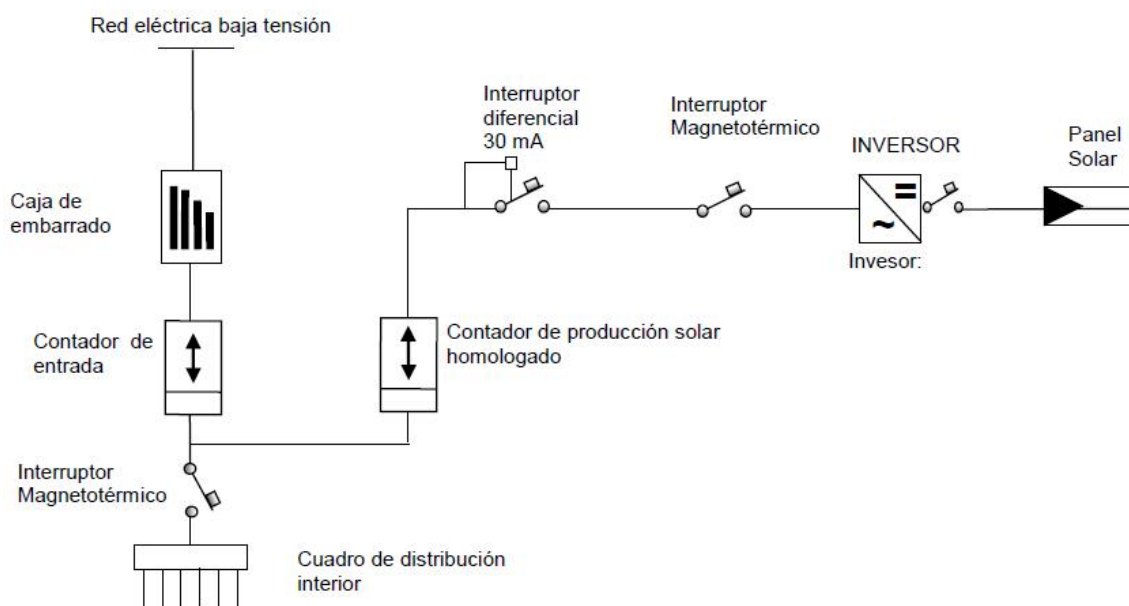 Red eléctrica baja tensión
Interruptor
diferencial
30 mA
Interruptor
Magnetotérmico
INVERSOR
Panel
Solar
Caja de
embarrado
Invesor:
Contador de
entrada
Contador de producción solar
homologado
Interruptor
Magnetotérmico
Cuadro de distribución
interior